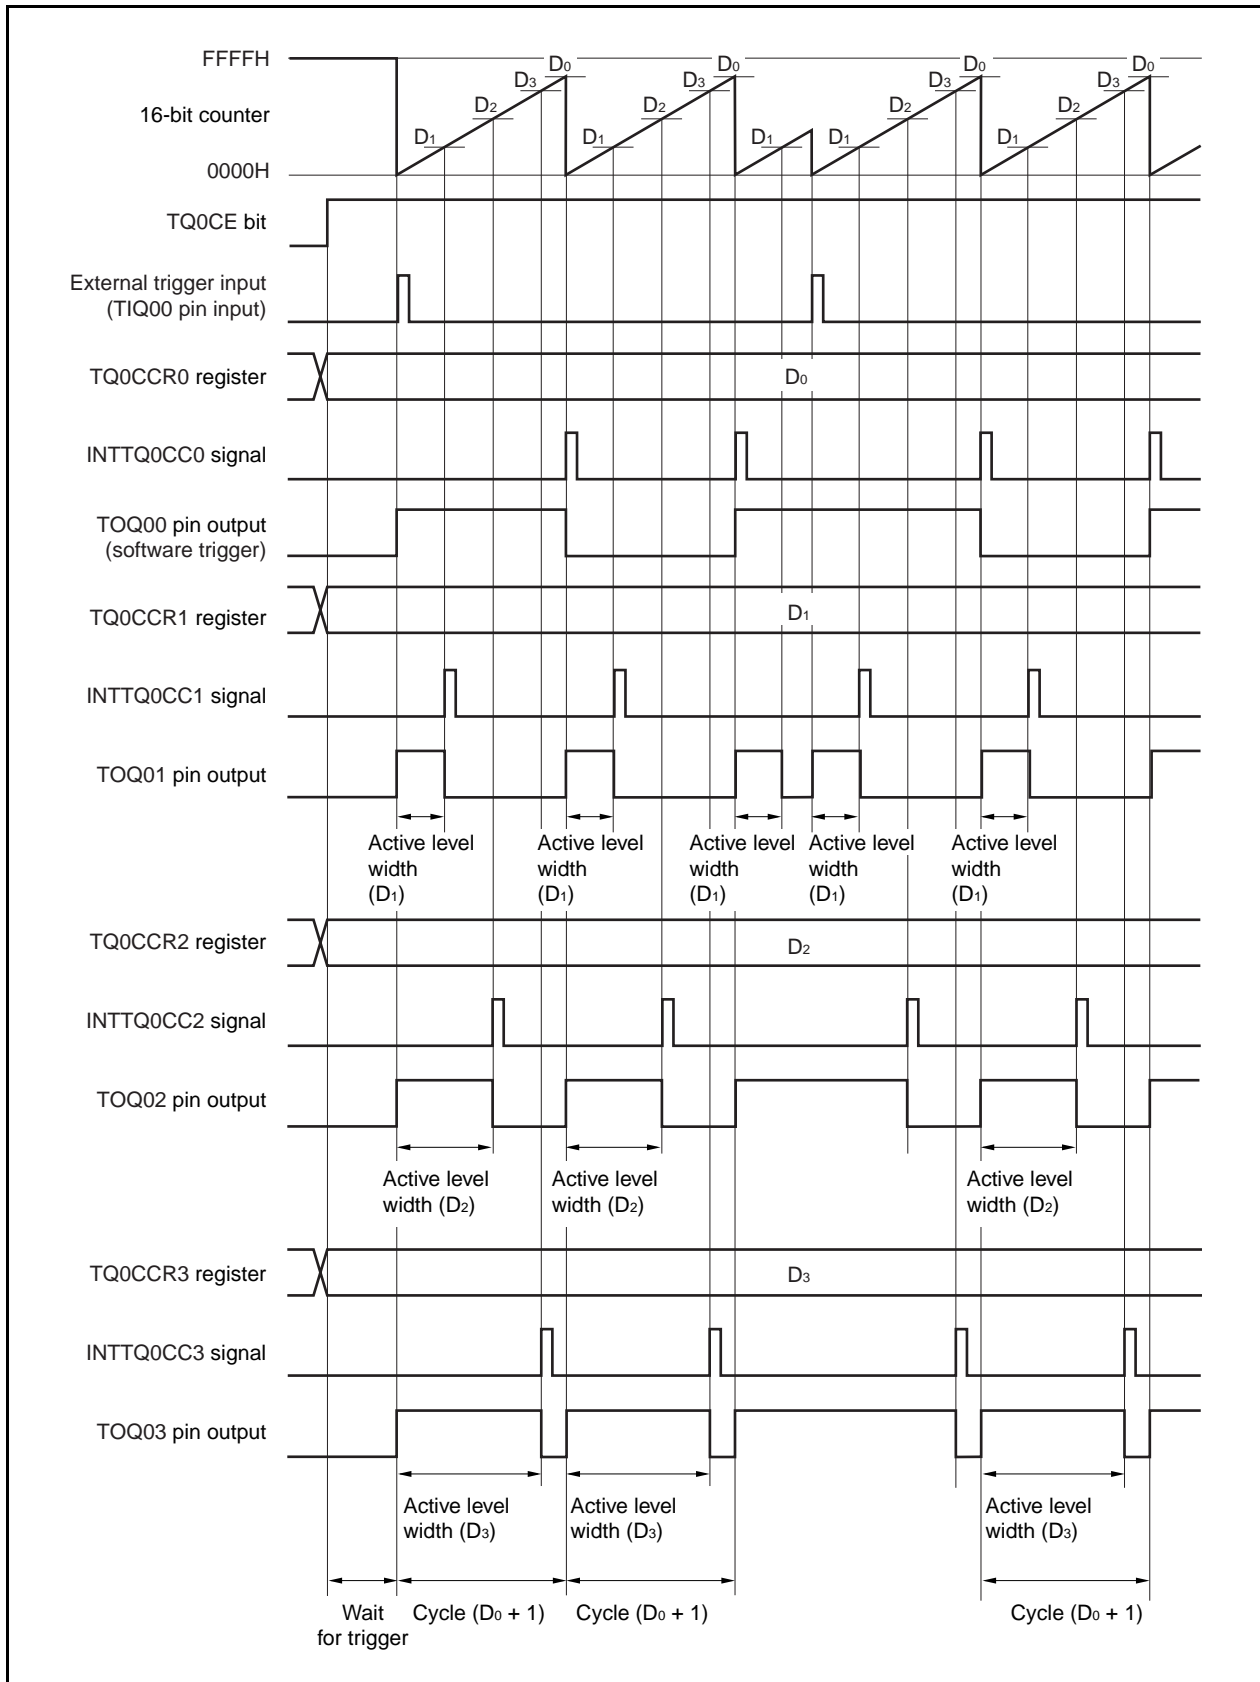 FFFFH
D0 D0 D0 D0
D3 D3 D3 D3
16-bit counter
D2 D2 D2 D2
D1 D1 D1 D1 D1
0000H
TQ0CE bit
External trigger input
(TIQ00 pin input)
TQ0CCR0 register
D0
INTTQ0CC0 signal
TOQ00 pin output
(software trigger)
TQ0CCR1 register
D1
INTTQ0CC1 signal
TOQ01 pin output
Active level
width
(D1)
Active level
width
(D1)
Active level
width
(D1)
Active level
width
(D1)
Active level
width
(D1)
TQ0CCR2 register
D2
INTTQ0CC2 signal
TOQ02 pin output
Active level
width (D2)
Active level
width (D2)
Active level
width (D2)
TQ0CCR3 register
D3
INTTQ0CC3 signal
TOQ03 pin output
Active level
width (D3)
Active level
width (D3)
Active level
width (D3)
Wait
for trigger
Cycle (D0 + 1)
Cycle (D0 + 1)
Cycle (D0 + 1)